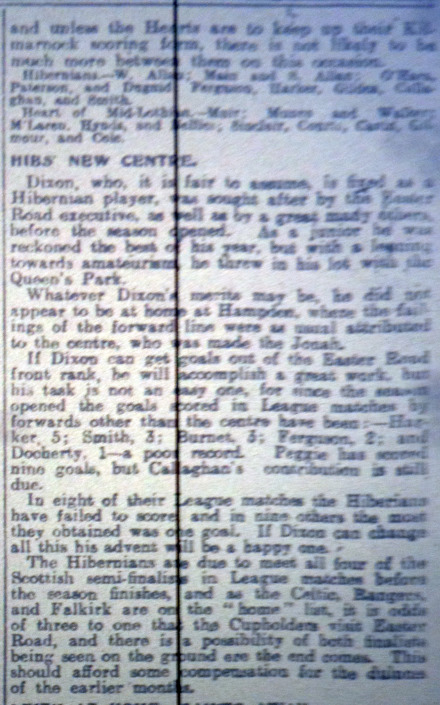 and unless the Hearts are to keep up their Kil-
marnock scoring form, there is not likely to be
much more between them on this occasion.
Hibernians.—W. Allan; Main and S. Allan; O'Hara,
Paterson, and Dugald Ferguson, Harker, Gildea, Calla-
ghan, and Smith.
Heart of Mid-Lothian.—Muir; and Walker;
M'Laren, Hynds, and Nellies; Sinclair, Gil-
mour, and
HIBS' NEW CENTRE.
Dixon, who, it is fair to assume, is fixed as a
Hibernian player, was sought after by the Easter
Road executive, as well as by a great many others,
before the season opened. As a junior he was
reckoned the best of his year, but with a leaning
towards amateurism, he threw in his lot with the
Queen's Park.
Whatever Dixon's merits may be, he did not
appear to be at home at Hampden, where the fail-
ings of the forward line were as usual attributed
to the centre, who was made the Jonah.
If Dixon can get goals out of the Easter Road
front rank, he will accomplish a great work, but
his task is not an easy one, for since the season
opened the goals scored in League matches by
forwards other than the centre have been:—Har-
ker, 5; Smith, 3; Burnet, 3; Ferguson, 2; and
Docherty, 1—a poor record. Peggie has scored
nine goals, but Callaghan's contribution is still
due.
In eight of their League matches the Hibernians
have failed to score, and in nine others the most
they obtained was one goal. If Dixon can change
all this his advent will be a happy one.
The Hibernians are due to meet all four of the
Scottish semi-finalists in League matches before
the season finishes, and as the Celtic, Rangers,
and Falkirk are on the "home" list, it is odds
of three to one that the Cupholders visit Easter
Road, and there is a possibility of both finalists
being seen on the ground ere the end comes. This
should afford some compensation for the dulness
of the earlier months.